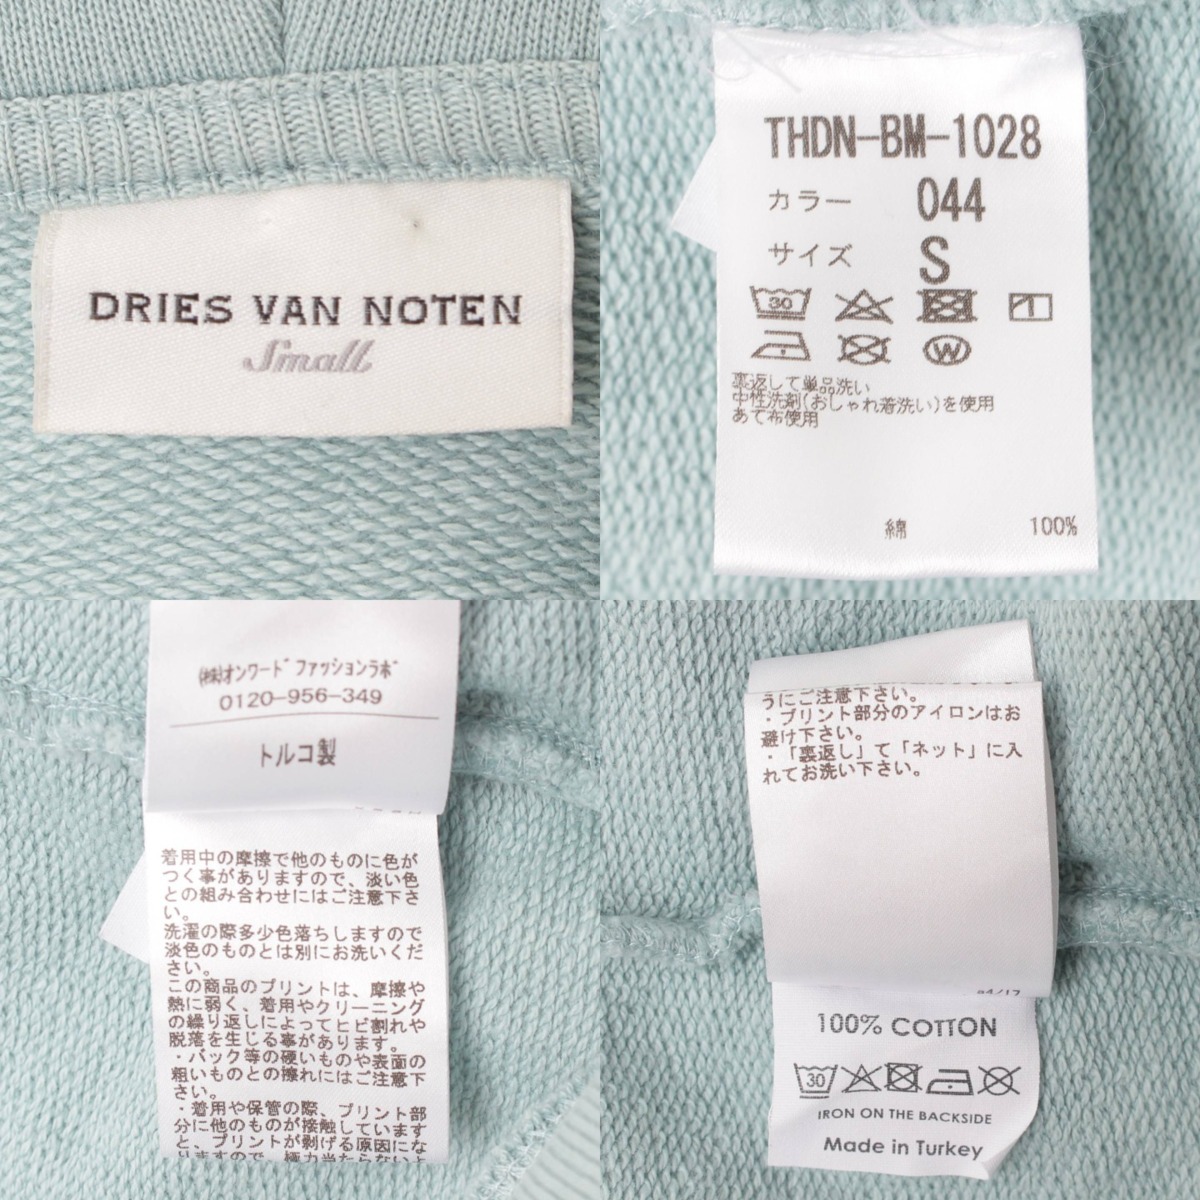 DRIES VAN NOTEN
Small
THDN-BM-1028
カラー 044
サイズ S
30
1
W
裏返して単品洗い
中性洗剤(おしゃれ着洗い)を使用
あて布使用
綿 100%
㈱オンワードファッションラボ
0120-956-349
トルコ製
着用中の摩擦で他のものに色が
つく事がありますので、淡い色
との組み合わせにはご注意下さ
い。
洗濯の際多少色落ちしますので
淡色のものとは別にお洗いくだ
さい。
この商品のプリントは、摩擦や
熱に弱く、着用やクリーニング
の繰り返しによってヒビ割れや
脱落を生じる事があります。
・バック等の硬いものや表面の
粗いものとの擦れにはご注意下
さい。
・着用や保管の際、プリント部
分に他のものが接触しています
と、プリントが剥げる原因にな
りますので、極力当たらないよ
うにご注意下さい。
・プリント部分のアイロンはお
避け下さい。
・「裏返し」て「ネット」に入
れてお洗い下さい。
100% COTTON
30
IRON ON THE BACKSIDE
Made in Turkey